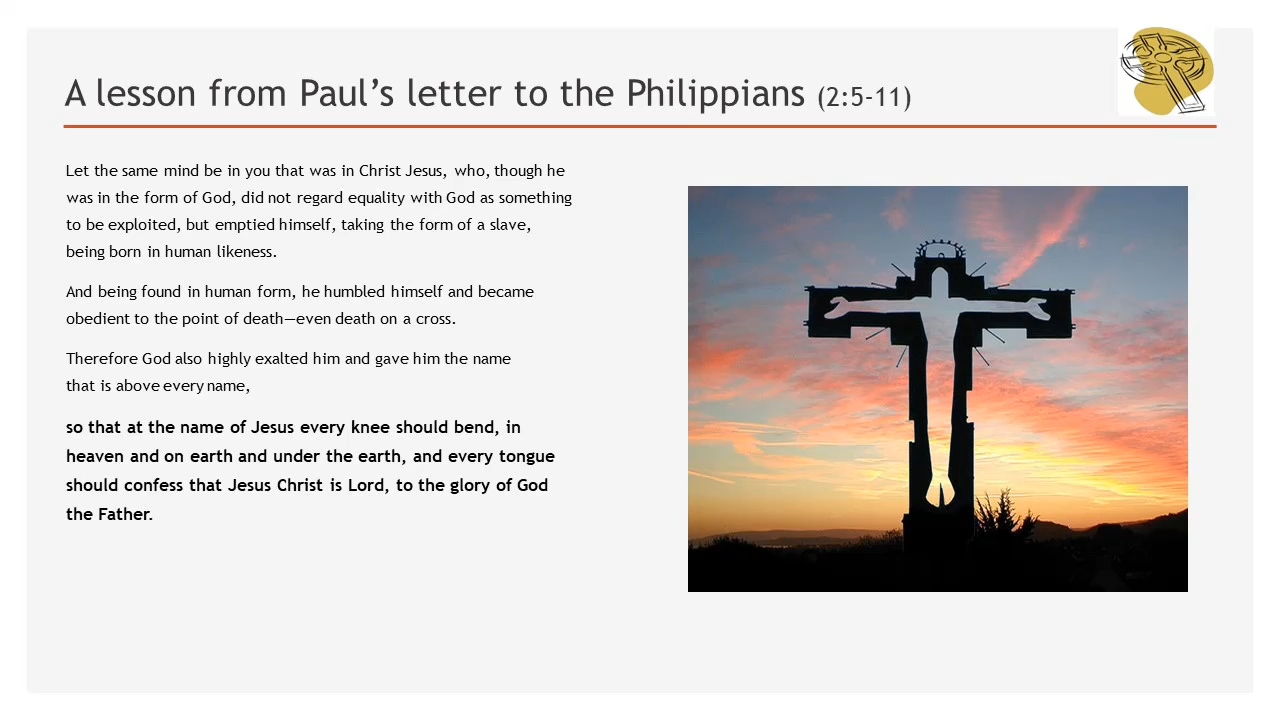 A lesson from Paul’s letter to the Philippians (2:5-11)
Let the same mind be in you that was in Christ Jesus, who, though he
was in the form of God, did not regard equality with God as something
to be exploited, but emptied himself, taking the form of a slave,
being born in human likeness.
And being found in human form, he humbled himself and became
obedient to the point of death—even death on a cross.
Therefore God also highly exalted him and gave him the name
that is above every name,
so that at the name of Jesus every knee should bend, in
heaven and on earth and under the earth, and every tongue
should confess that Jesus Christ is Lord, to the glory of God
the Father.